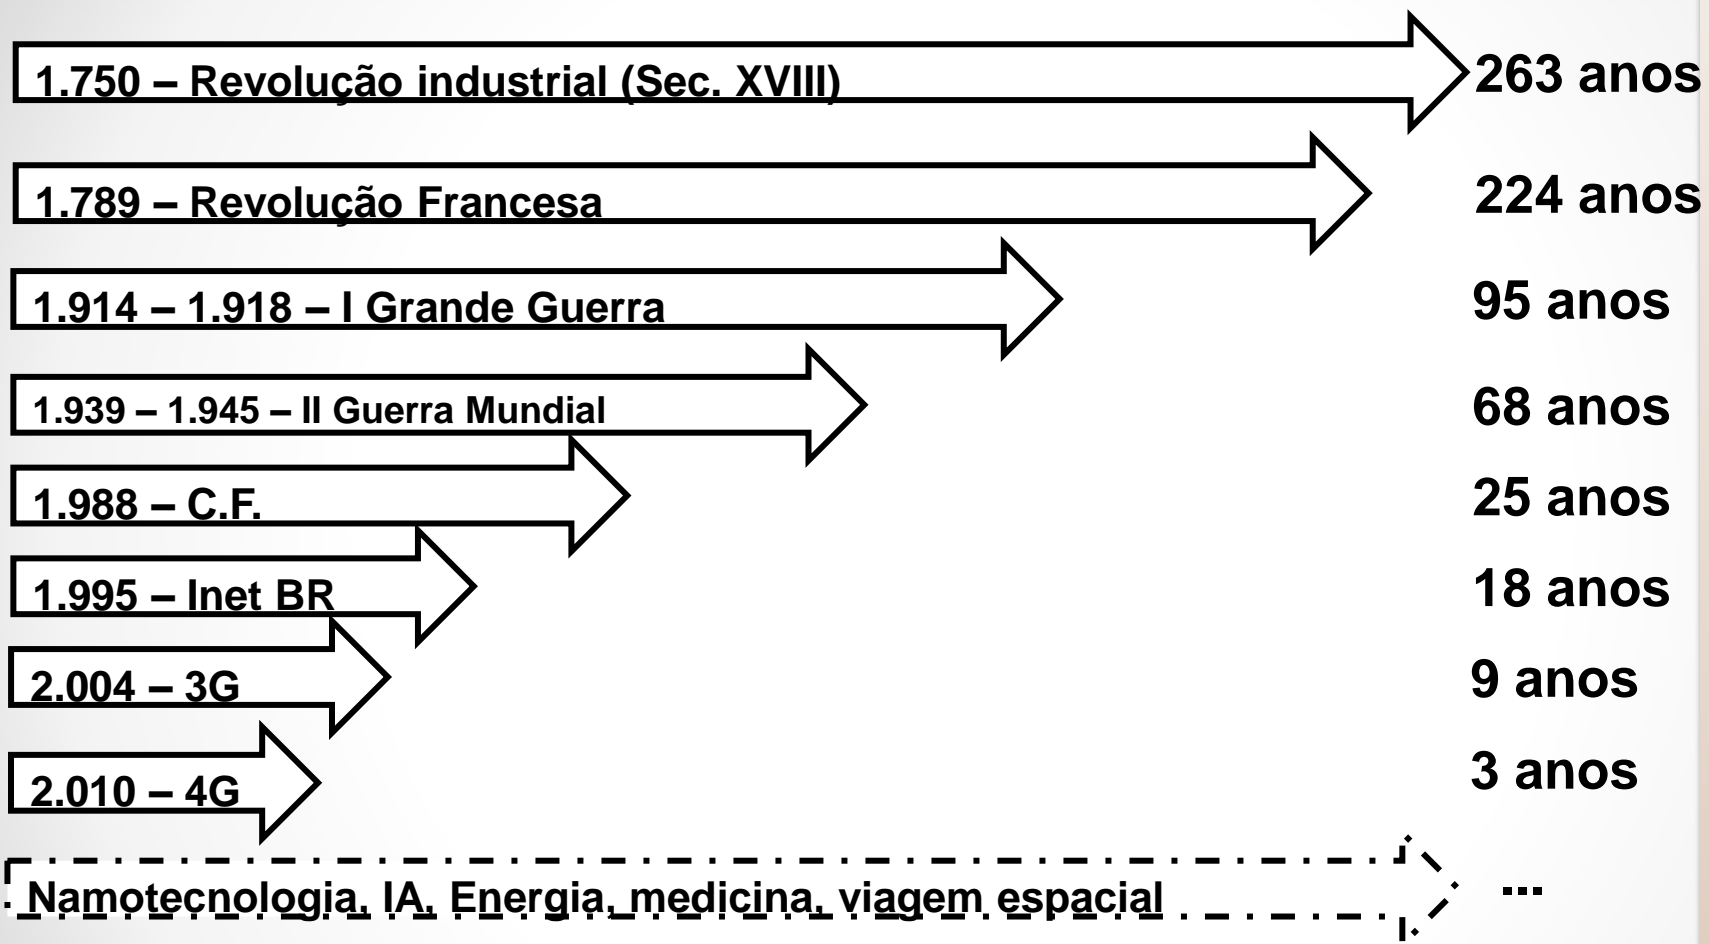 1.750 – Revolução industrial (Sec. XVIII) 263 anos
1.789 – Revolução Francesa 224 anos
1.914 – 1.918 – I Grande Guerra 95 anos
1.939 – 1.945 – II Guerra Mundial 68 anos
1.988 – C.F. 25 anos
1.995 – Inet BR 18 anos
2.004 – 3G 9 anos
2.010 – 4G 3 anos
Namotecnologia, IA, Energia, medicina, viagem espacial ...